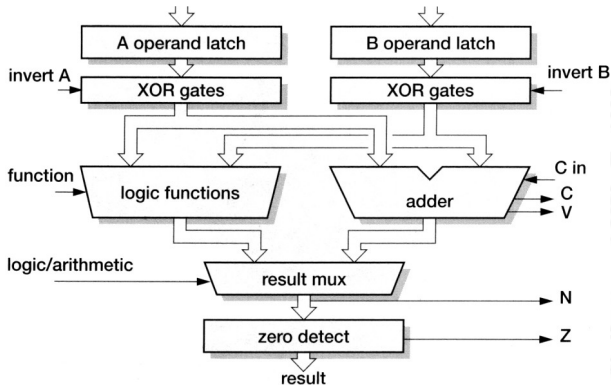 A operand latch
B operand latch
invert A
invert B
XOR gates
XOR gates
function
logic functions
adder
C in
C
V
logic/arithmetic
result mux
N
zero detect
Z
result